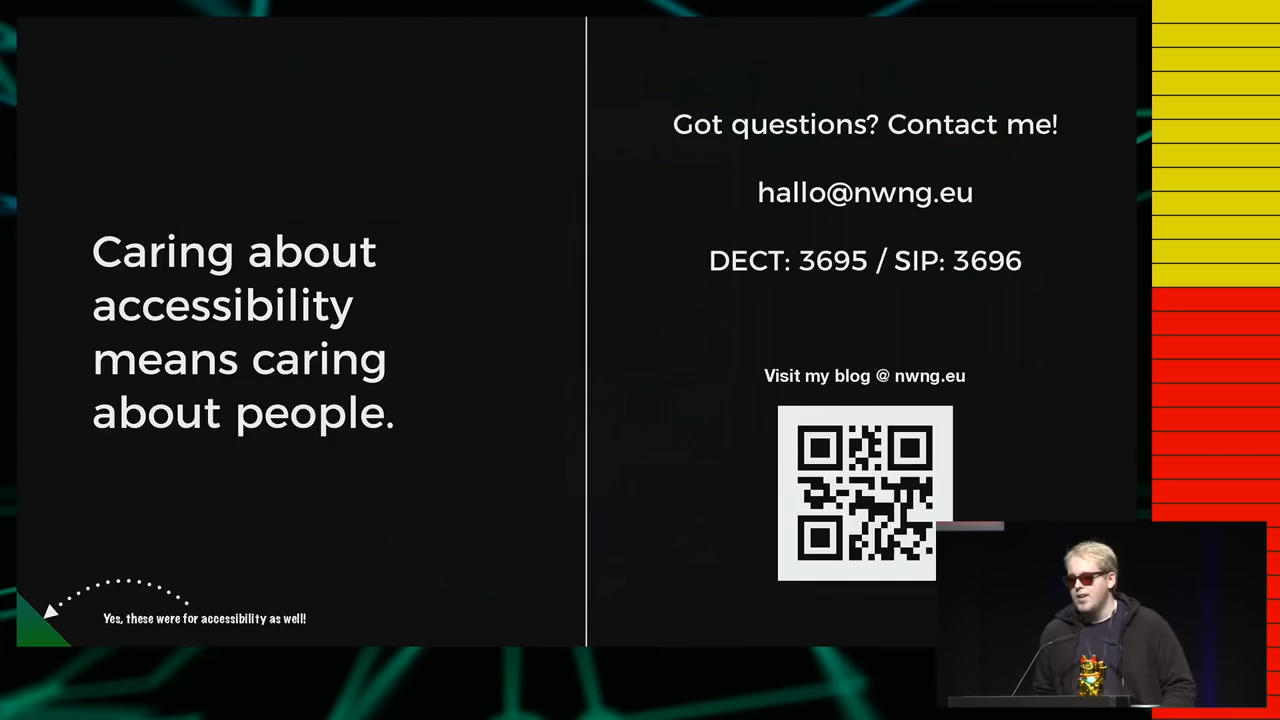 Caring about
accessibility
means caring
about people.
Yes, these were for accessibility as well!
Got questions? Contact me!
hallo@nwng.eu
DECT: 3695 / SIP: 3696
Visit my blog @ nwng.eu